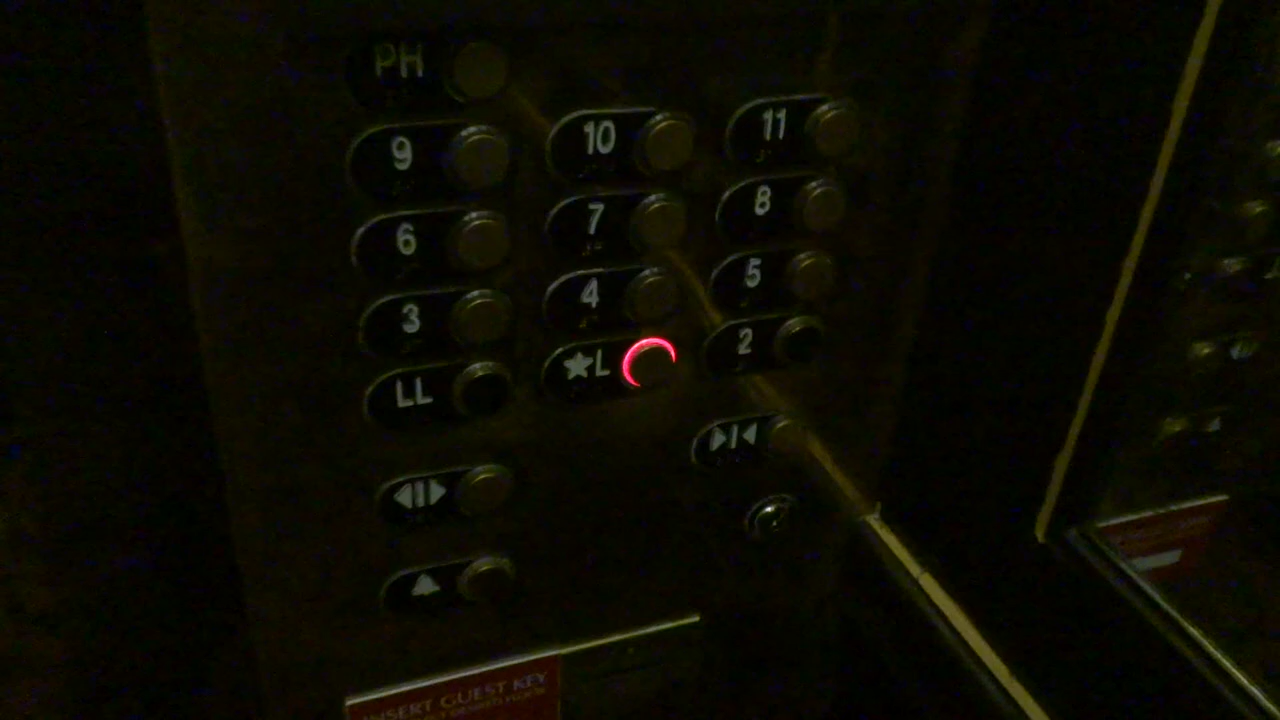 PH
9 10 11
6 7 8
3 4 5
LL ★L 2
INSERT GUEST KEY